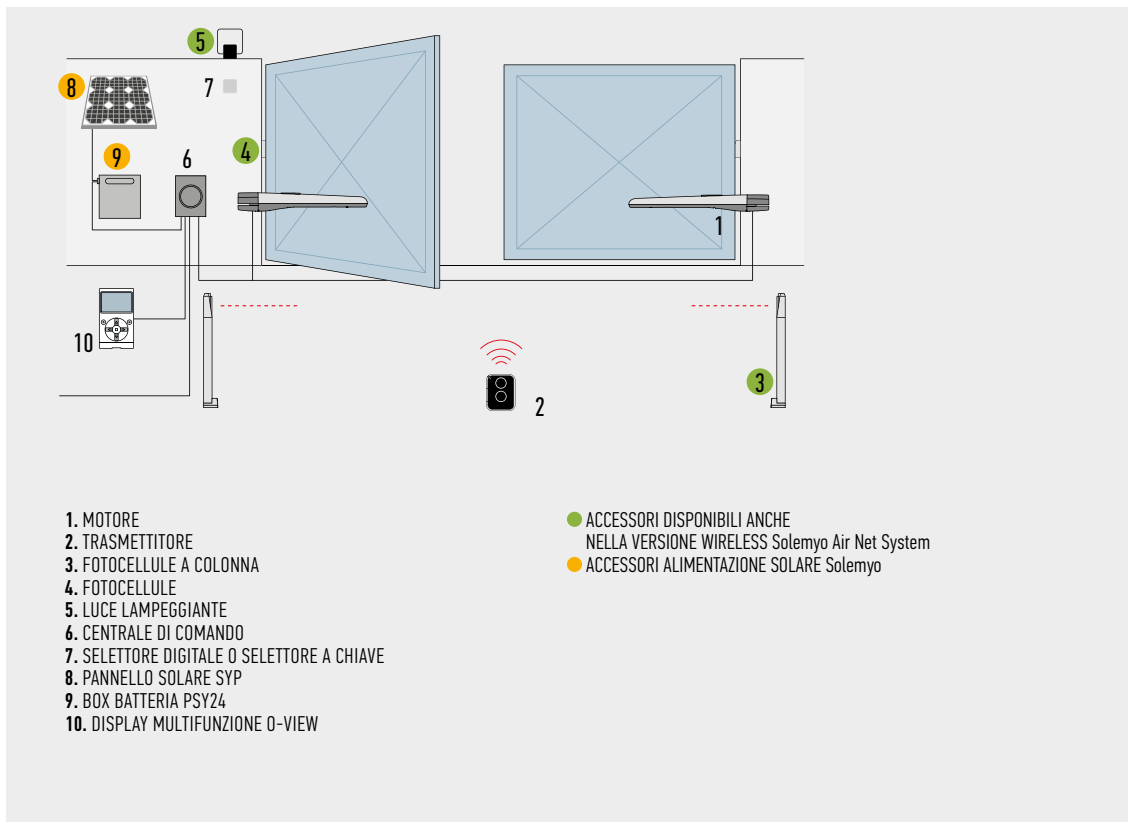 5
8
7
9
6
4
1
10
3
2
1. MOTORE
2. TRASMETTITORE
3. FOTOCELLULE A COLONNA
4. FOTOCELLULE
5. LUCE LAMPEGGIANTE
6. CENTRALE DI COMANDO
7. SELETTORE DIGITALE O SELETTORE A CHIAVE
8. PANNELLO SOLARE SYP
9. BOX BATTERIA PSY24
10. DISPLAY MULTIFUNZIONE O-VIEW
ACCESSORI DISPONIBILI ANCHE
NELLA VERSIONE WIRELESS Solemyo Air Net System
ACCESSORI ALIMENTAZIONE SOLARE Solemyo